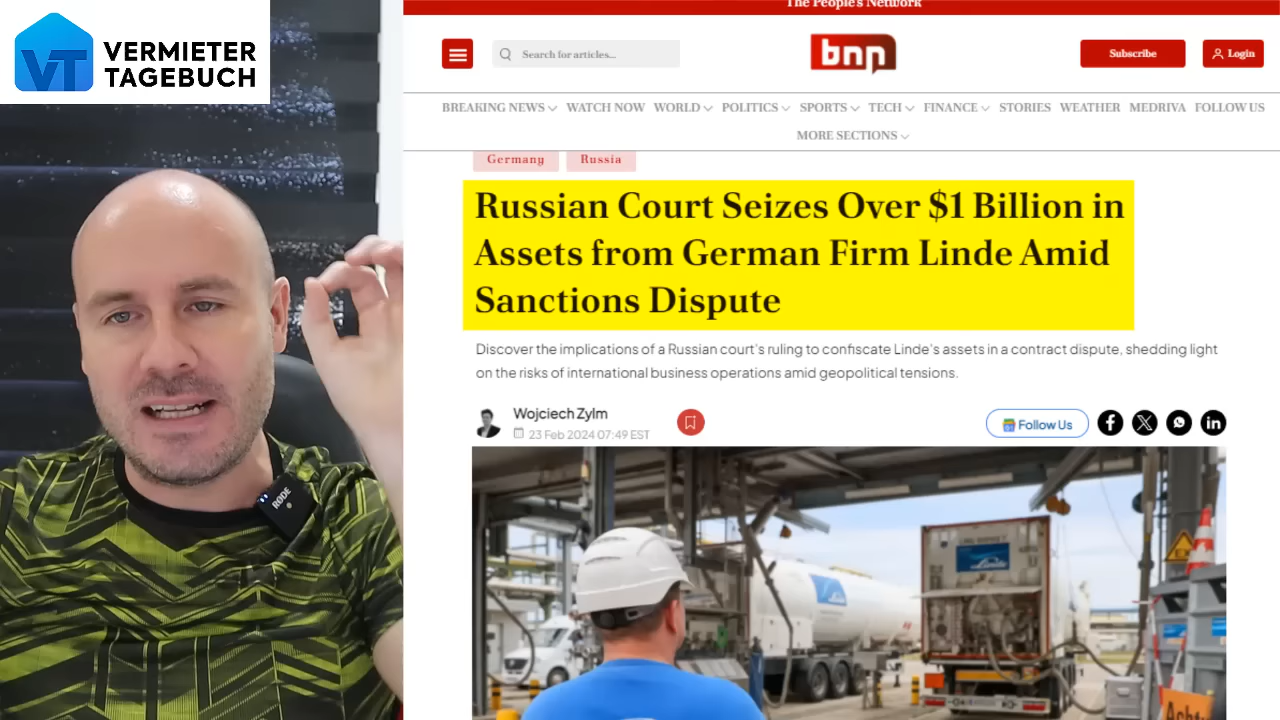 VERMIETER
TAGEBUCH
VT
The People's Network
Search for articles...
bnn
Subscribe
Login
BREAKING NEWS WATCH NOW WORLD POLITICS SPORTS TECH FINANCE STORIES WEATHER MEDRIVA FOLLOW US
MORE SECTIONS
Germany Russia
Russian Court Seizes Over $1 Billion in
Assets from German Firm Linde Amid
Sanctions Dispute
Discover the implications of a Russian court's ruling to confiscate Linde's assets in a contract dispute, shedding light
on the risks of international business operations amid geopolitical tensions.
Wojciech Zylm
23 Feb 2024 07:49 EST
Follow Us
RØDE
Linde